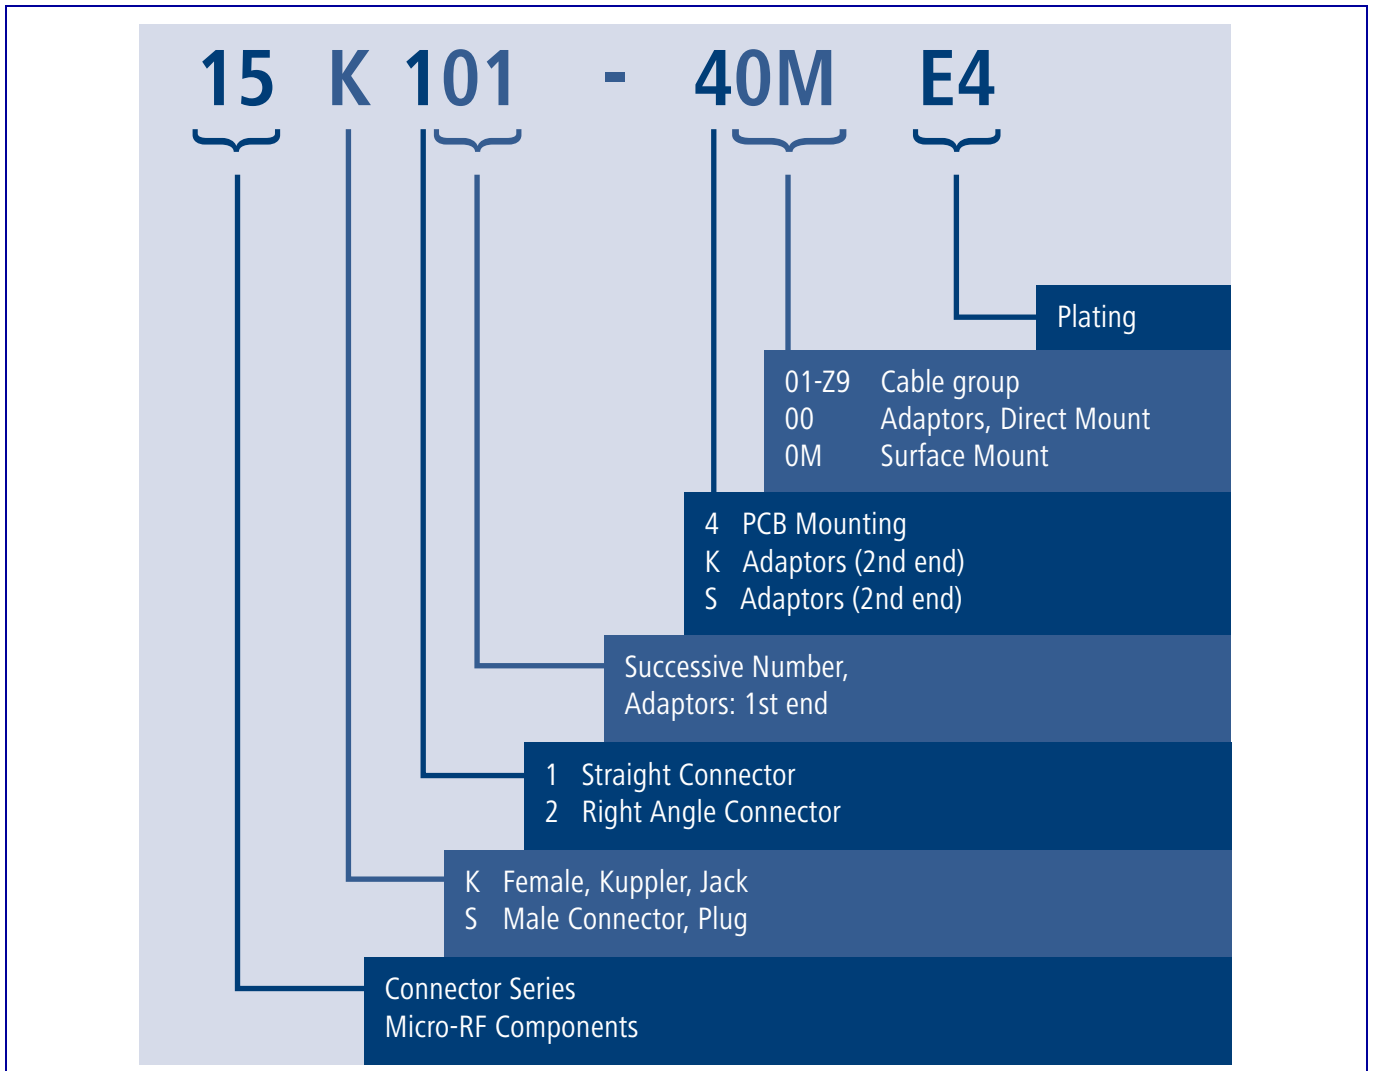 15 K 101 - 40M E4
Plating
01-Z9 Cable group
00 Adaptors, Direct Mount
0M Surface Mount
4 PCB Mounting
K Adaptors (2nd end)
S Adaptors (2nd end)
Successive Number,
Adaptors: 1st end
1 Straight Connector
2 Right Angle Connector
K Female, Kuppler, Jack
S Male Connector, Plug
Connector Series
Micro-RF Components